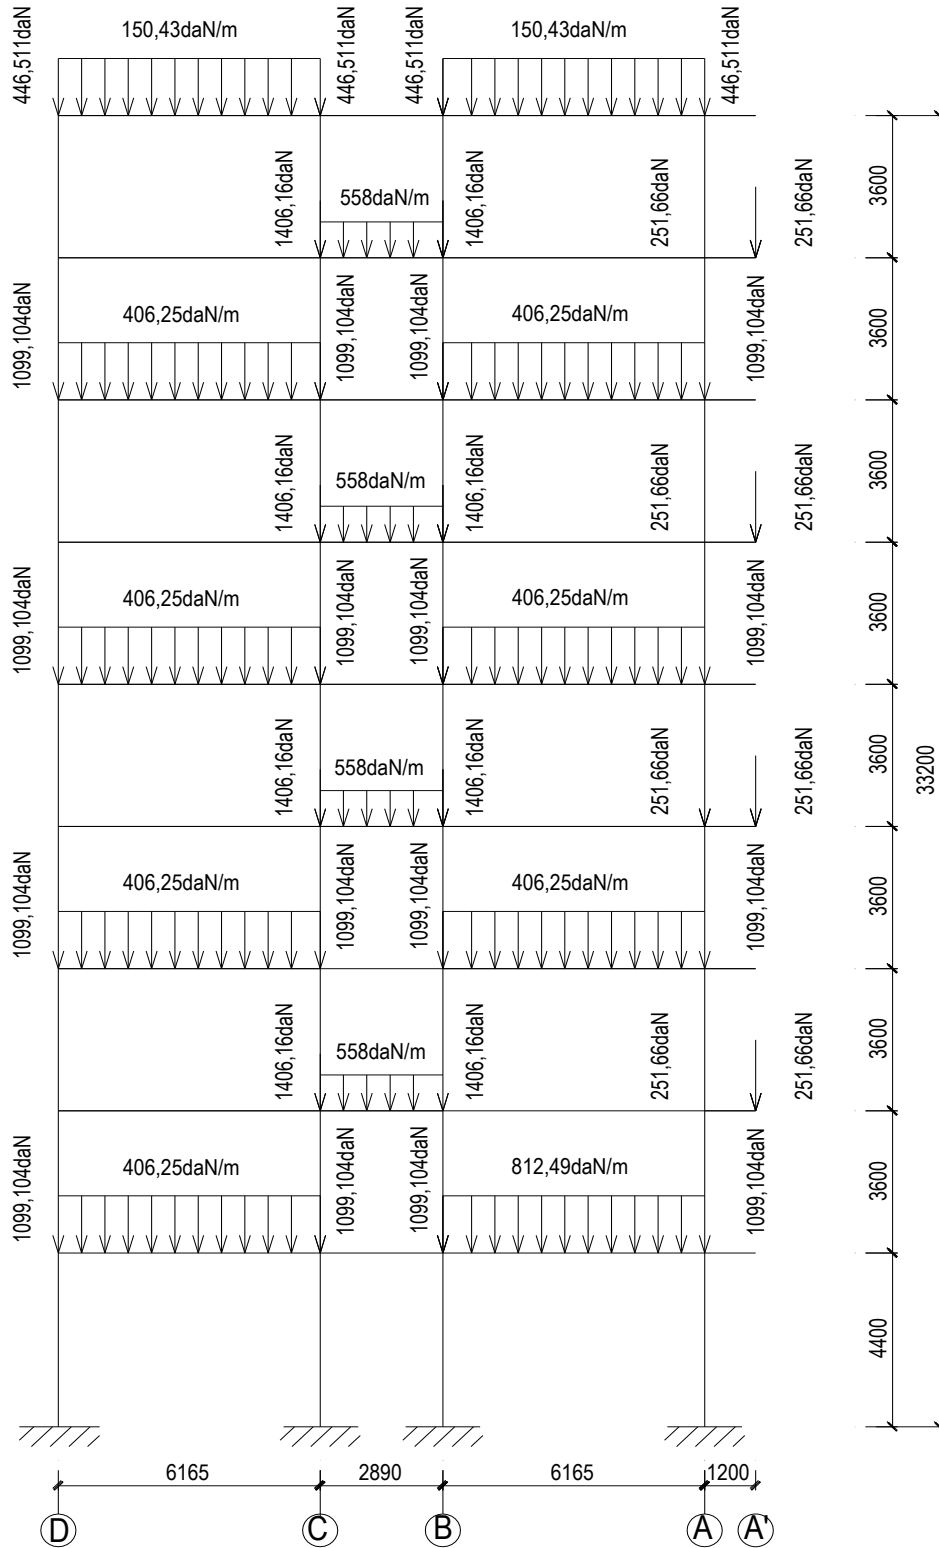 446,511daN
150,43daN/m
446,511daN
446,511daN
150,43daN/m
446,511daN
1406,16daN
558daN/m
1406,16daN
251,66daN
251,66daN
3600
1099,104daN
406,25daN/m
1099,104daN
1099,104daN
406,25daN/m
1099,104daN
3600
1406,16daN
558daN/m
1406,16daN
251,66daN
251,66daN
3600
1099,104daN
406,25daN/m
1099,104daN
1099,104daN
406,25daN/m
1099,104daN
3600
1406,16daN
558daN/m
1406,16daN
251,66daN
251,66daN
3600
33200
1099,104daN
406,25daN/m
1099,104daN
1099,104daN
406,25daN/m
1099,104daN
3600
1406,16daN
558daN/m
1406,16daN
251,66daN
251,66daN
3600
1099,104daN
406,25daN/m
1099,104daN
1099,104daN
812,49daN/m
1099,104daN
3600
4400
6165
2890
6165
1200
D
C
B
A
A'